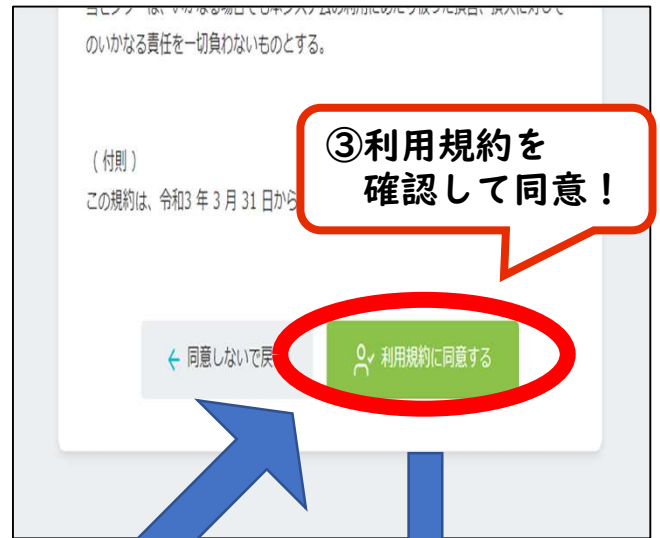 のいかなる責任を一切負わないものとする。
③利用規約を
確認して同意！
(付則)
この規約は、令和3年3月31日から
← 同意しないで戻
利用規約に同意する